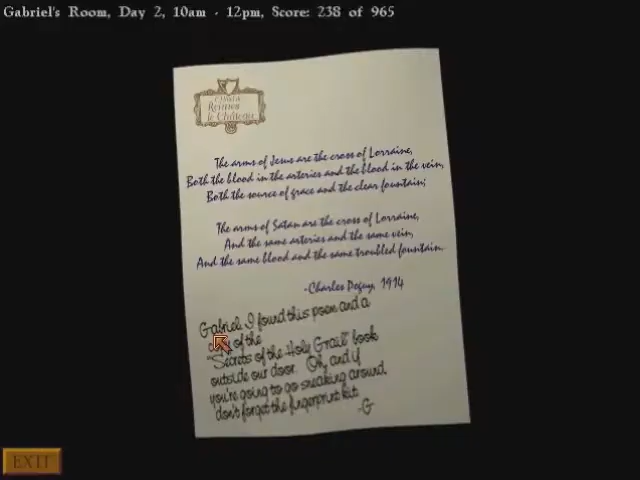 Gabriel's Room, Day 2, 10am - 12pm, Score: 238 of 965
Rennes
le Château
The arms of Jesus are the cross of Lorraine,
Both the blood in the arteries and the blood in the vein,
Both the source of grace and the clear fountain;
The arms of Satan are the cross of Lorraine,
And the same arteries and the same vein,
And the same blood and the same troubled fountain.
-Charles Peguy, 1914
Gabriel, I found this poem and a
of the
"Secrets of the Holy Grail" book
outside our door. Oh, and if
you're going to go sneaking around,
don't forget the fingerprint kit.
-G
EXIT